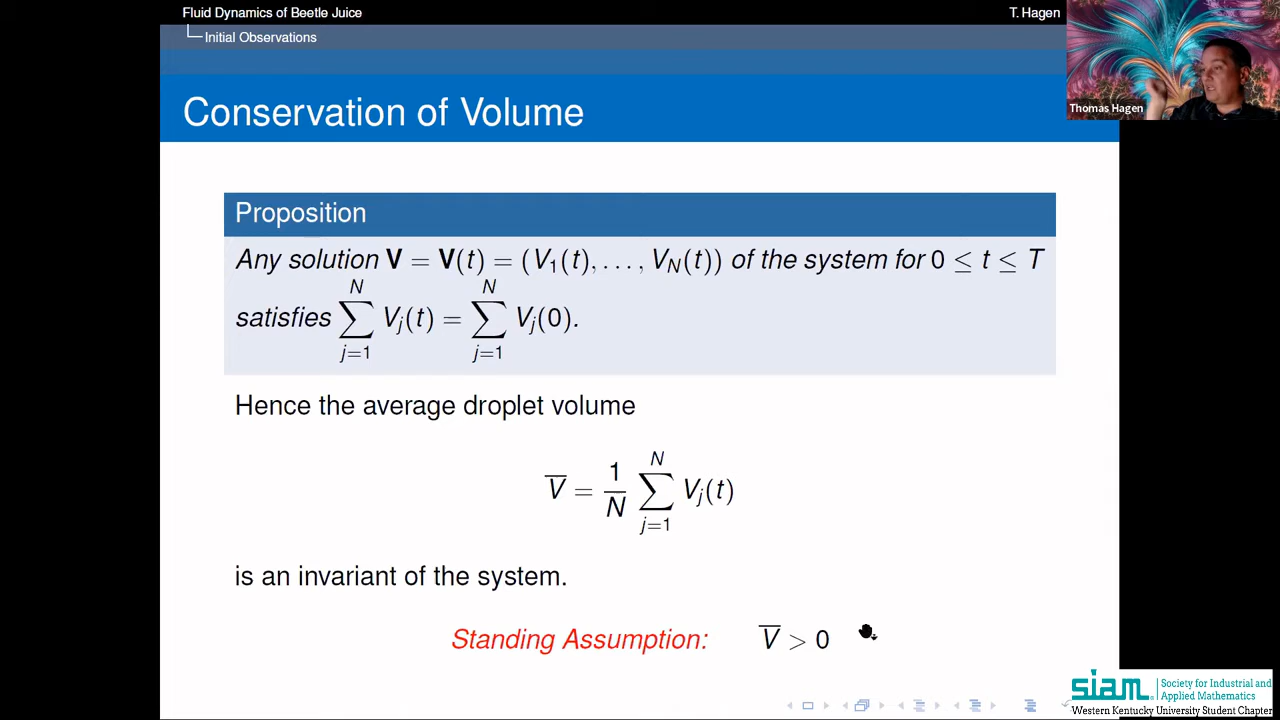 Fluid Dynamics of Beetle Juice
T. Hagen
Initial Observations
Thomas Hagen
Conservation of Volume
Proposition
Any solution V = V(t) = (V₁(t), . . . , V_N(t)) of the system for 0 ≤ t ≤ T
satisfies ∑_{j=1}^{N} V_j(t) = ∑_{j=1}^{N} V_j(0).
Hence the average droplet volume
V̅ = 1/N ∑_{j=1}^{N} V_j(t)
is an invariant of the system.
Standing Assumption: V̅ > 0
siam. Society for Industrial and
Applied Mathematics
Western Kentucky University Student Chapter